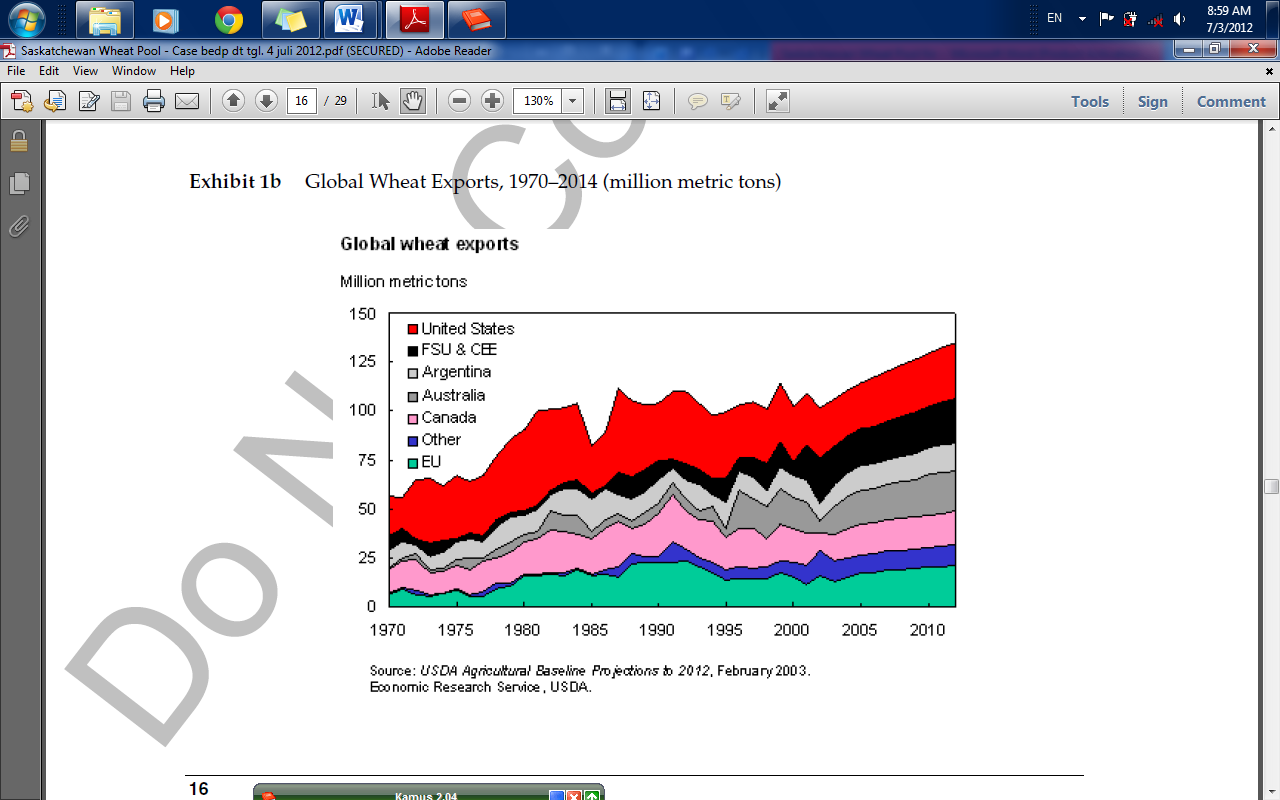 EN
8:59 AM
7/3/2012
Saskatchewan Wheat Pool - Case bedp dt tgl. 4 juli 2012.pdf (SECURED) - Adobe Reader
File Edit View Window Help
16 / 29 130% Tools Sign Comment
Do Not Co
Exhibit 1b Global Wheat Exports, 1970–2014 (million metric tons)
Global wheat exports
Million metric tons
150
125
100
75
50
25
0
United States
FSU & CEE
Argentina
Australia
Canada
Other
EU
1970 1975 1980 1985 1990 1995 2000 2005 2010
Source: USDA Agricultural Baseline Projections to 2012, February 2003.
Economic Research Service, USDA.
16
Kamus 2.04